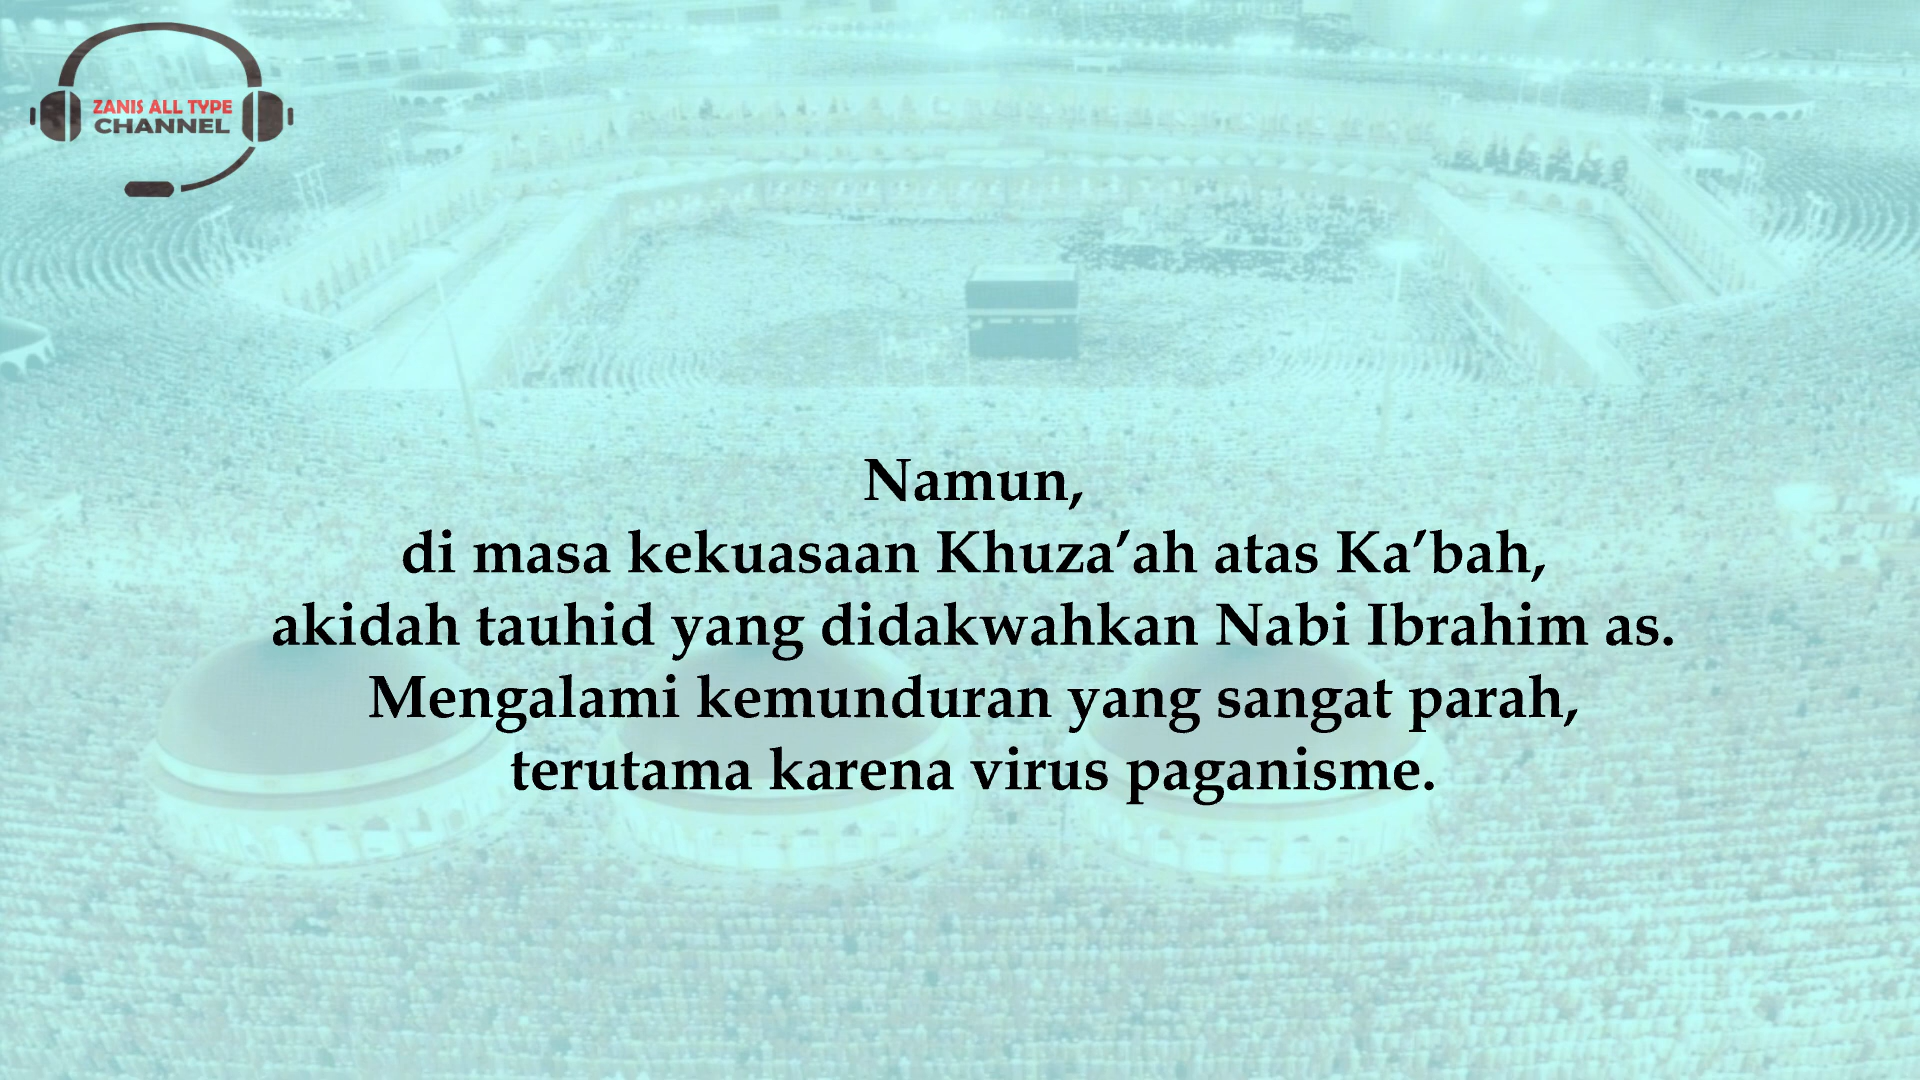 ZANIS ALL TYPE
CHANNEL
Namun,
di masa kekuasaan Khuza’ah atas Ka’bah,
akidah tauhid yang didakwahkan Nabi Ibrahim as.
Mengalami kemunduran yang sangat parah,
terutama karena virus paganisme.